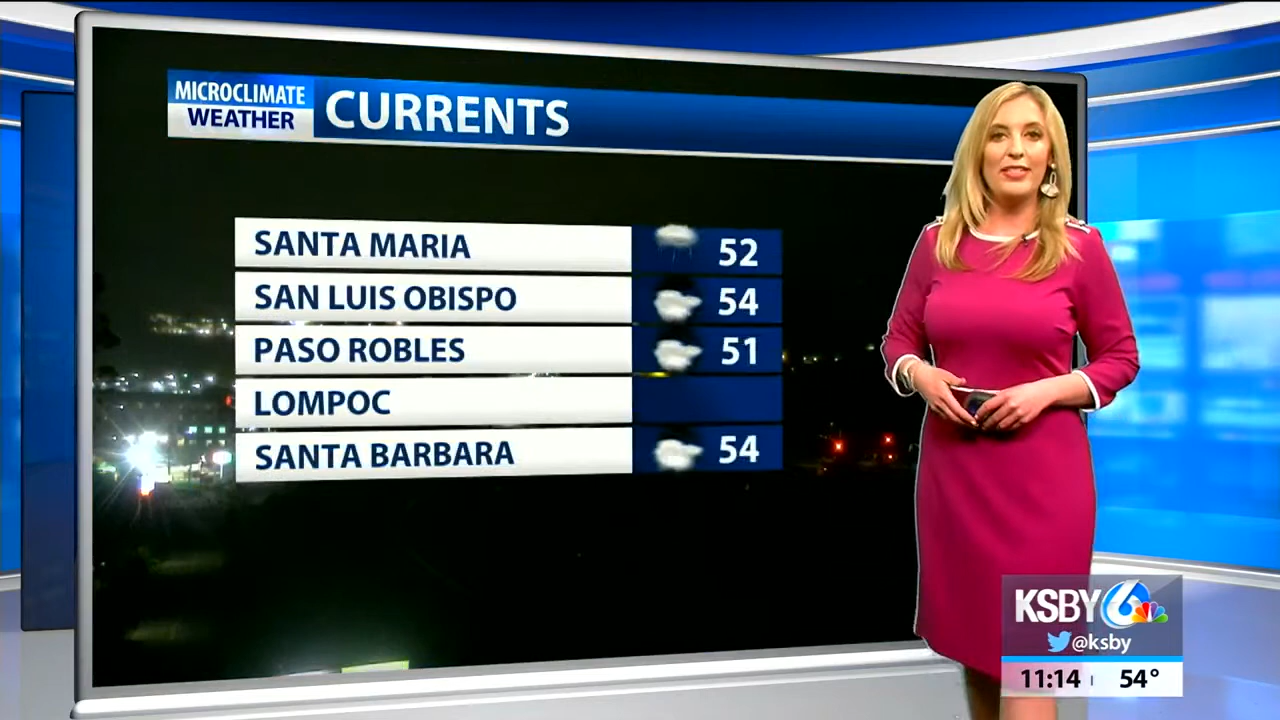 MICROCLIMATE
WEATHER
CURRENTS
SANTA MARIA 52
SAN LUIS OBISPO 54
PASO ROBLES 51
LOMPOC
SANTA BARBARA 54
KSBY 6
@ksby
11:14 54°